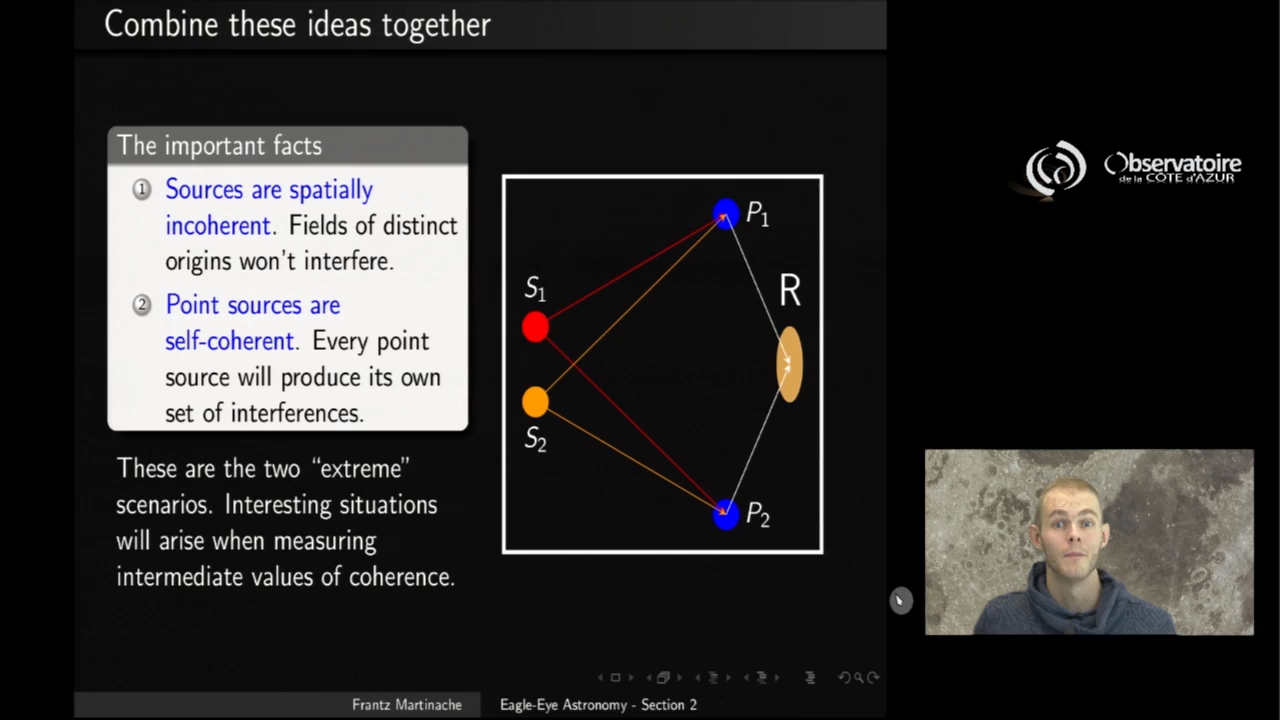 Combine these ideas together
The important facts
1 Sources are spatially
incoherent. Fields of distinct
origins won't interfere.
2 Point sources are
self-coherent. Every point
source will produce its own
set of interferences.
These are the two “extreme”
scenarios. Interesting situations
will arise when measuring
intermediate values of coherence.
P1
S1
R
S2
P2
Observatoire
de la CÔTE d'AZUR
Frantz Martinache
Eagle-Eye Astronomy - Section 2